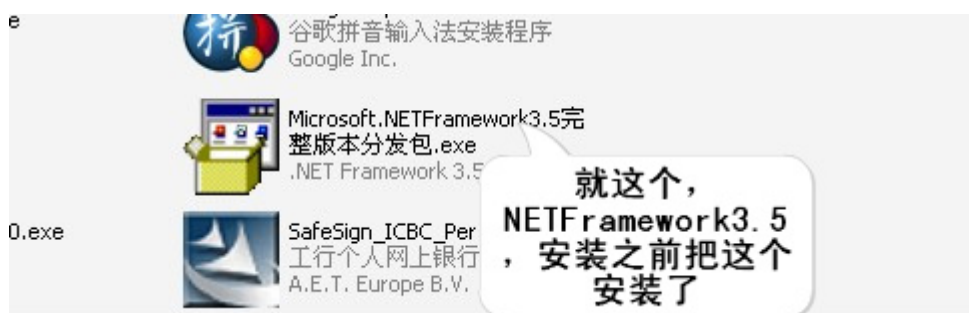 e
谷歌拼音输入法安装程序
Google Inc.
Microsoft.NETFramework3.5完
整版本分发包.exe
.NET Framework 3.5
就这个，
NETFramework3.5
，安装之前把这个
安装了
0.exe
SafeSign_ICBC_Per
工行个人网上银行
A.E.T. Europe B.V.